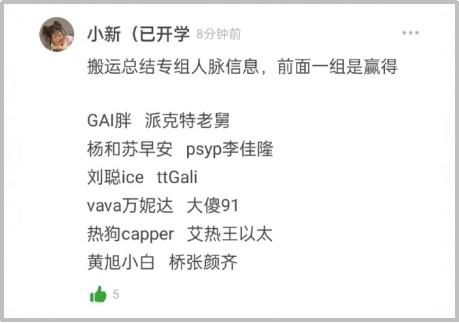 小新（已开学 8分钟前
搬运总结专组人脉信息，前面一组是赢得
GAI胖 派克特老舅
杨和苏早安 psyp李佳隆
刘聪ice ttGali
vava万妮达 大傻91
热狗capper 艾热王以太
黄旭小白 桥张颜齐
5